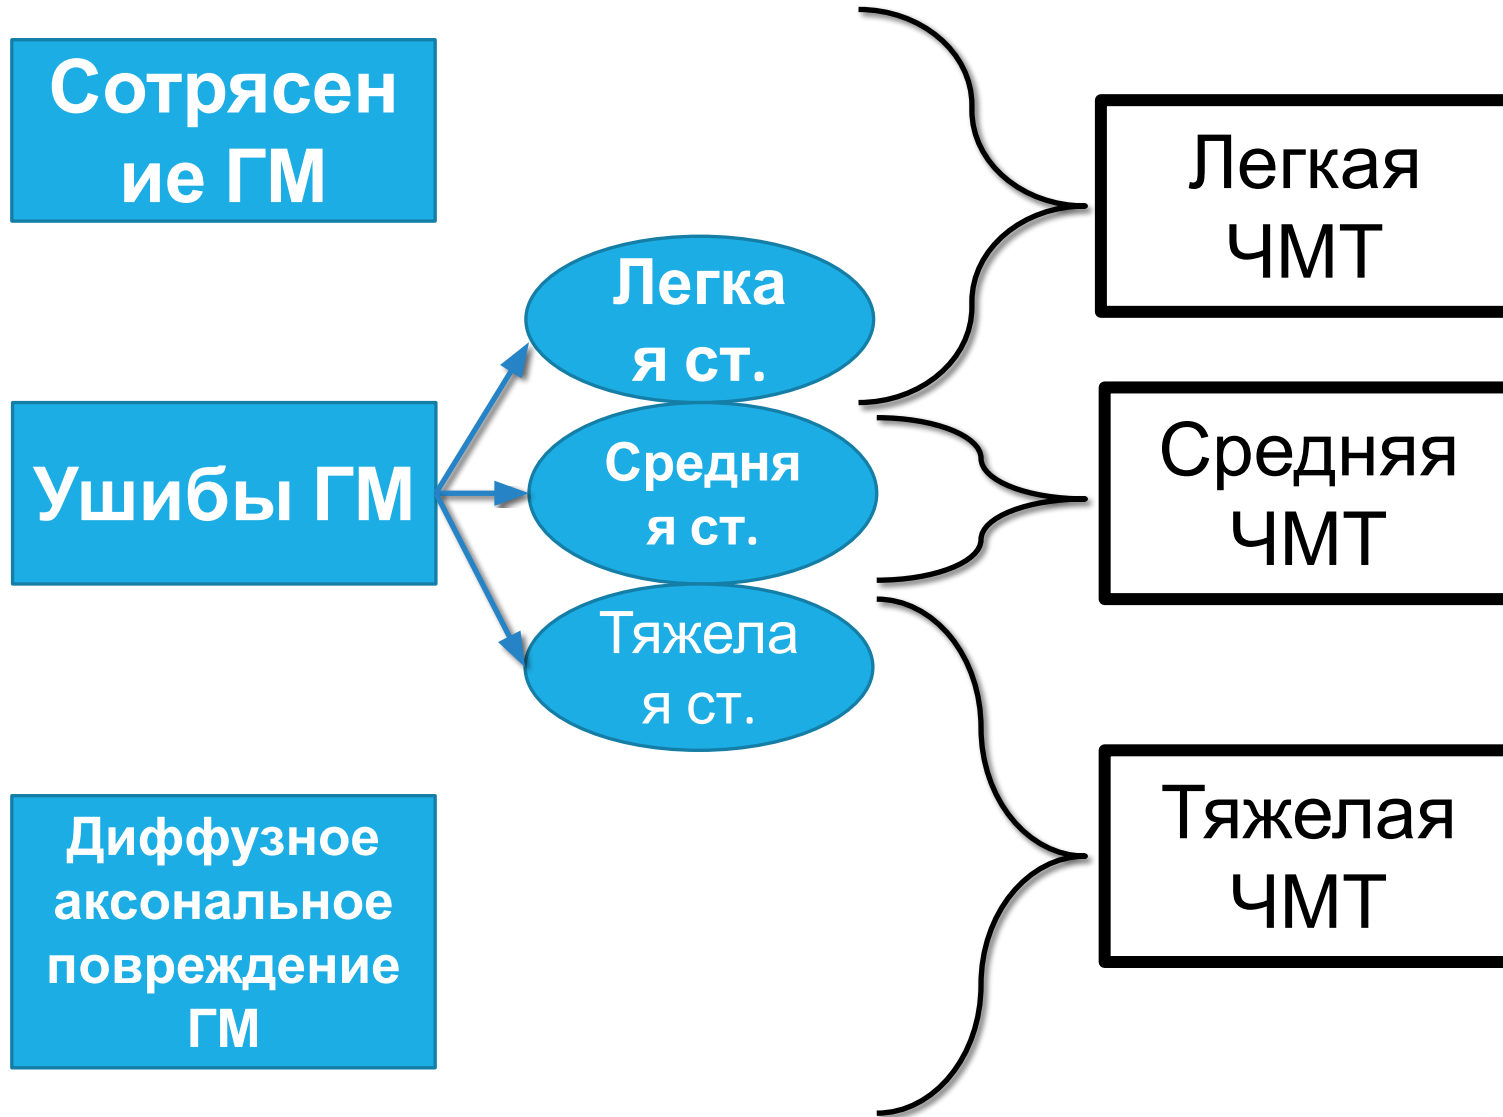 Сотрясен
ие ГМ
Легкая
ЧМТ
Легка
я ст.
Ушибы ГМ
Средня
я ст.
Средняя
ЧМТ
Тяжела
я ст.
Диффузное
аксональное
повреждение
ГМ
Тяжелая
ЧМТ